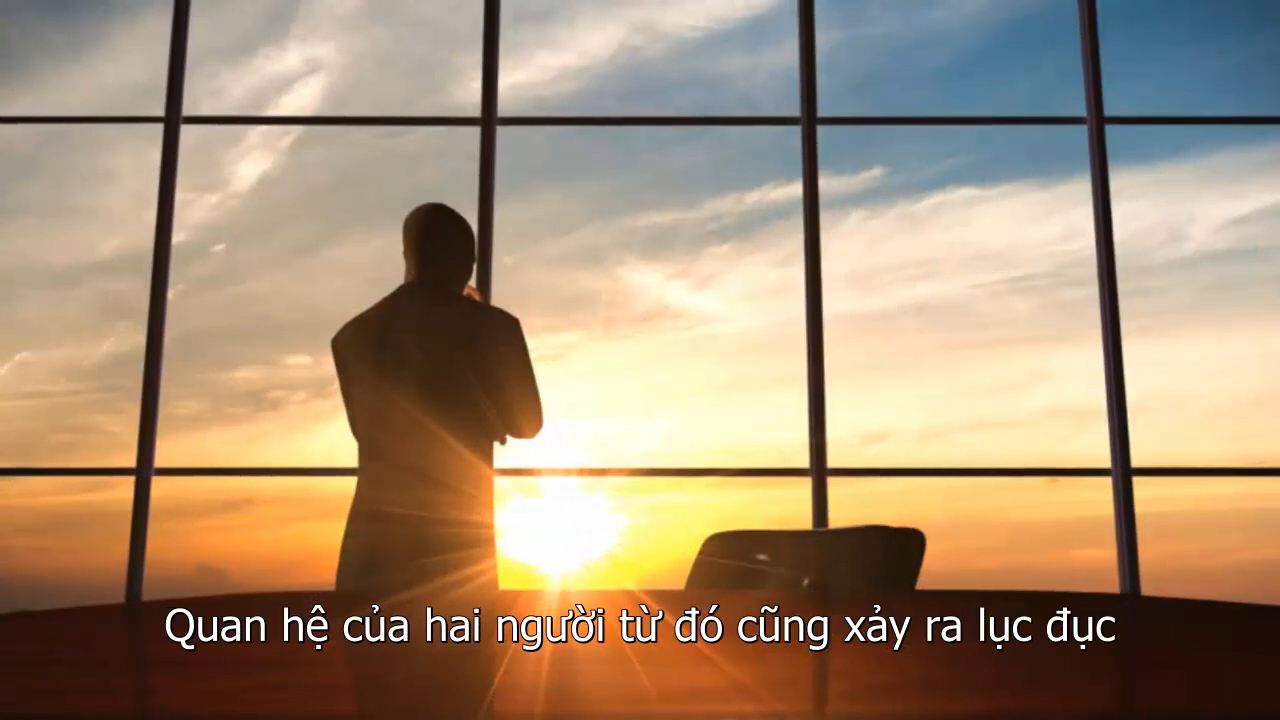 Quan hệ của hai người từ đó cũng xảy ra lục đục